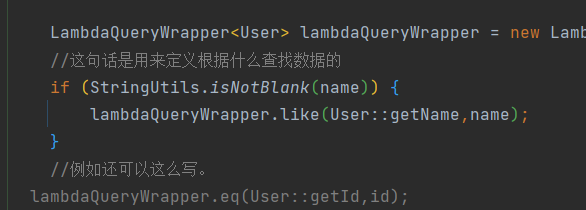 LambdaQueryWrapper<User> lambdaQueryWrapper = new Lamb
//这句话是用来定义根据什么查找数据的
if (StringUtils.isNotBlank(name)) {
lambdaQueryWrapper.like(User::getName,name);
}
//例如还可以这么写。
lambdaQueryWrapper.eq(User::getId,id);